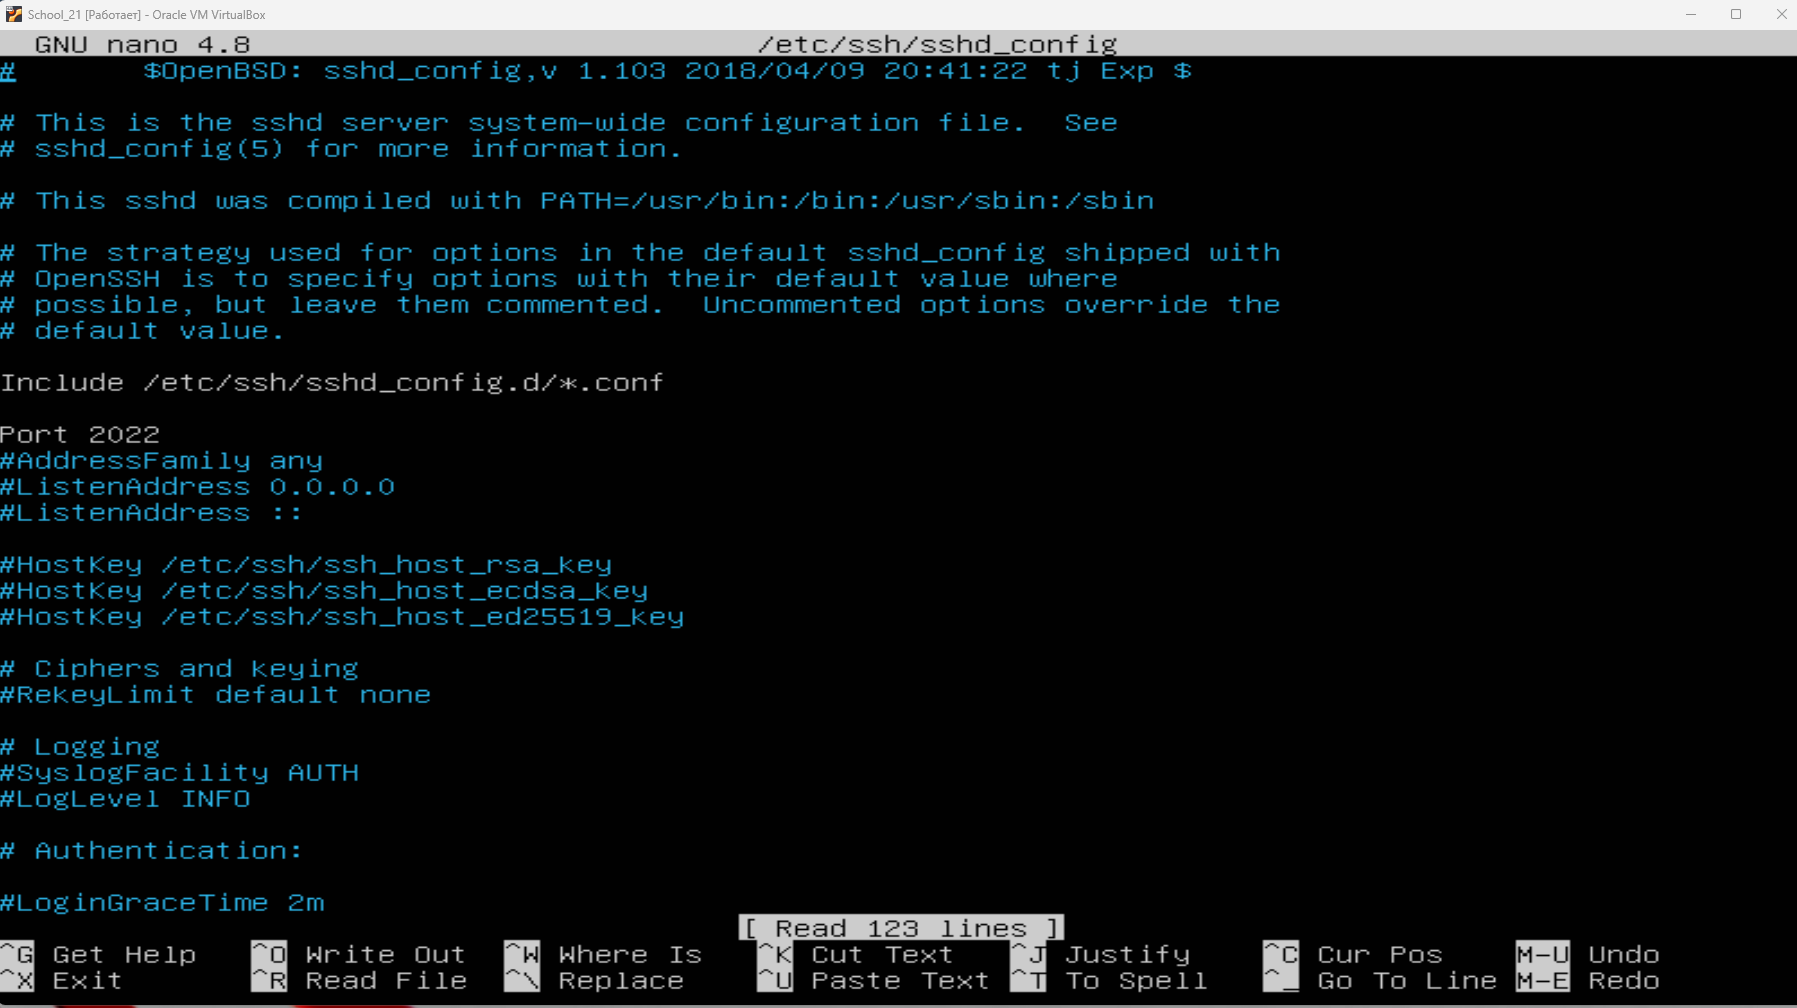 School_21 [Работает] - Oracle VM VirtualBox
GNU nano 4.8 /etc/ssh/sshd_config
# $OpenBSD: sshd_config,v 1.103 2018/04/09 20:41:22 tj Exp $
# This is the sshd server system-wide configuration file. See
# sshd_config(5) for more information.
# This sshd was compiled with PATH=/usr/bin:/bin:/usr/sbin:/sbin
# The strategy used for options in the default sshd_config shipped with
# OpenSSH is to specify options with their default value where
# possible, but leave them commented. Uncommented options override the
# default value.
Include /etc/ssh/sshd_config.d/*.conf
Port 2022
#AddressFamily any
#ListenAddress 0.0.0.0
#ListenAddress ::
#HostKey /etc/ssh/ssh_host_rsa_key
#HostKey /etc/ssh/ssh_host_ecdsa_key
#HostKey /etc/ssh/ssh_host_ed25519_key
# Ciphers and keying
#RekeyLimit default none
# Logging
#SyslogFacility AUTH
#LogLevel INFO
# Authentication:
#LoginGraceTime 2m
[ Read 123 lines ]
^G Get Help ^O Write Out ^W Where Is ^K Cut Text ^J Justify ^C Cur Pos M-U Undo
^X Exit ^R Read File ^\ Replace ^U Paste Text ^T To Spell ^_ Go To Line M-E Redo